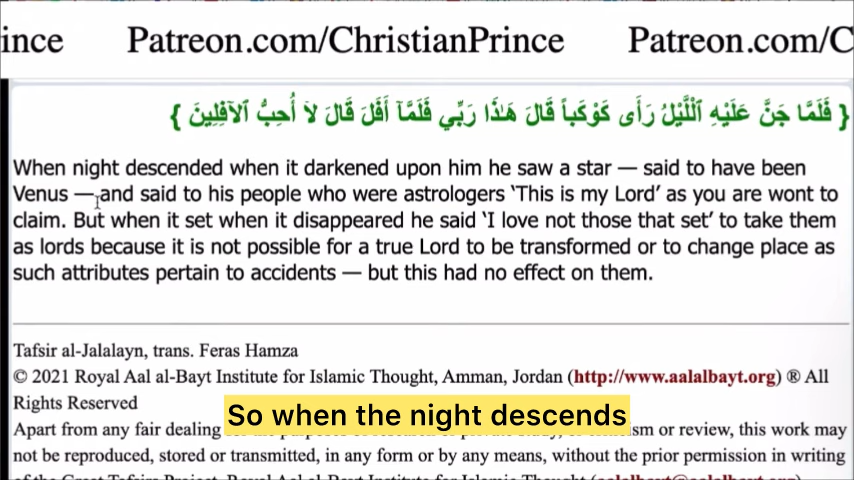 ince Patreon.com/ChristianPrince Patreon.com/C
{ فَلَمَّا جَنَّ عَلَيْهِ ٱلْلَّيْلُ رَأَى كَوْكَباً قَالَ هَـٰذَا رَبِّي فَلَمَّآ أَفَلَ قَالَ لاۤ أُحِبُّ ٱلآفِلِينَ }
When night descended when it darkened upon him he saw a star — said to have been
Venus — and said to his people who were astrologers ‘This is my Lord’ as you are wont to
claim. But when it set when it disappeared he said ‘I love not those that set’ to take them
as lords because it is not possible for a true Lord to be transformed or to change place as
such attributes pertain to accidents — but this had no effect on them.
Tafsir al-Jalalayn, trans. Feras Hamza
© 2021 Royal Aal al-Bayt Institute for Islamic Thought, Amman, Jordan (http://www.aalalbayt.org) ® All
Rights Reserved
So when the night descends
Apart from any fair dealing or review, this work may
not be reproduced, stored or transmitted, in any form or by any means, without the prior permission in writing